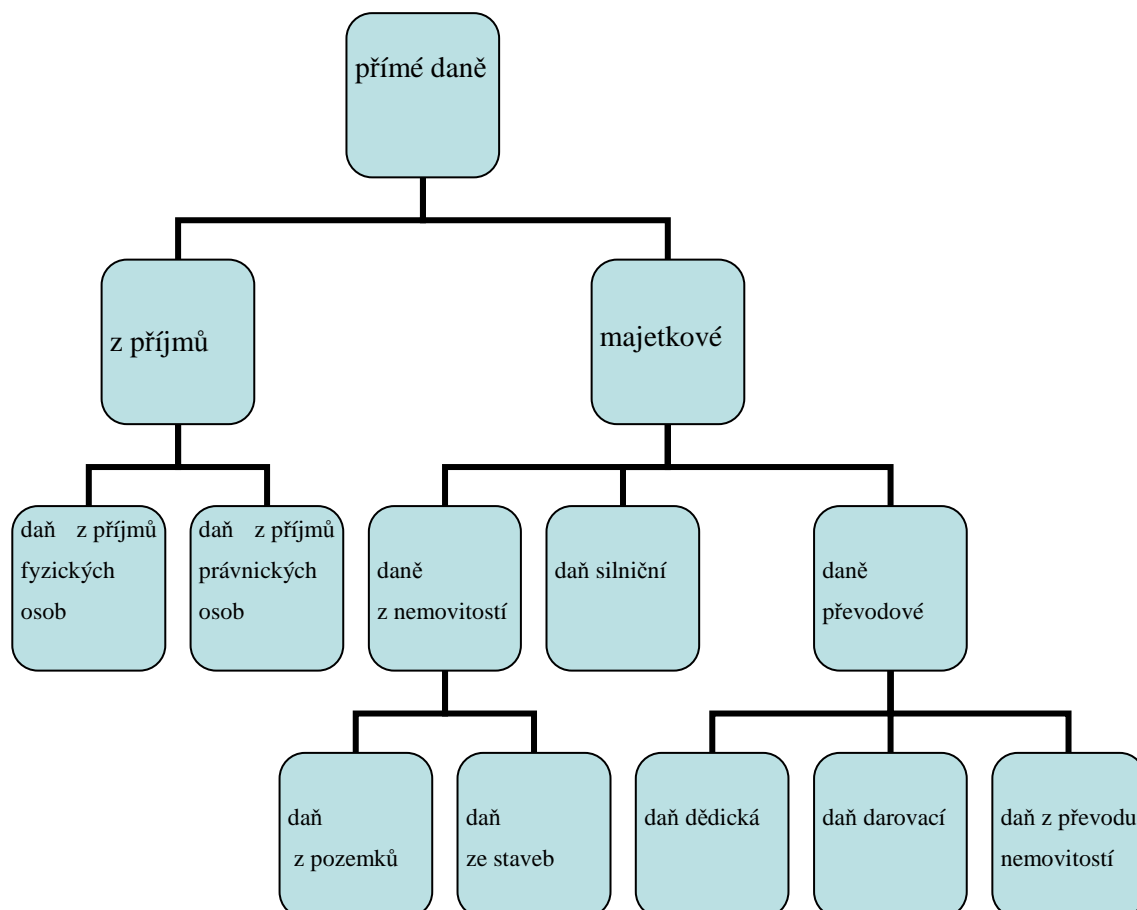 přímé daně
z příjmů
majetkové
daň z příjmů
fyzických
osob
daň z příjmů
právnických
osob
daně
z nemovitostí
daň silniční
daně
převodové
daň
z pozemků
daň
ze staveb
daň dědická
daň darovací
daň z převodu
nemovitostí